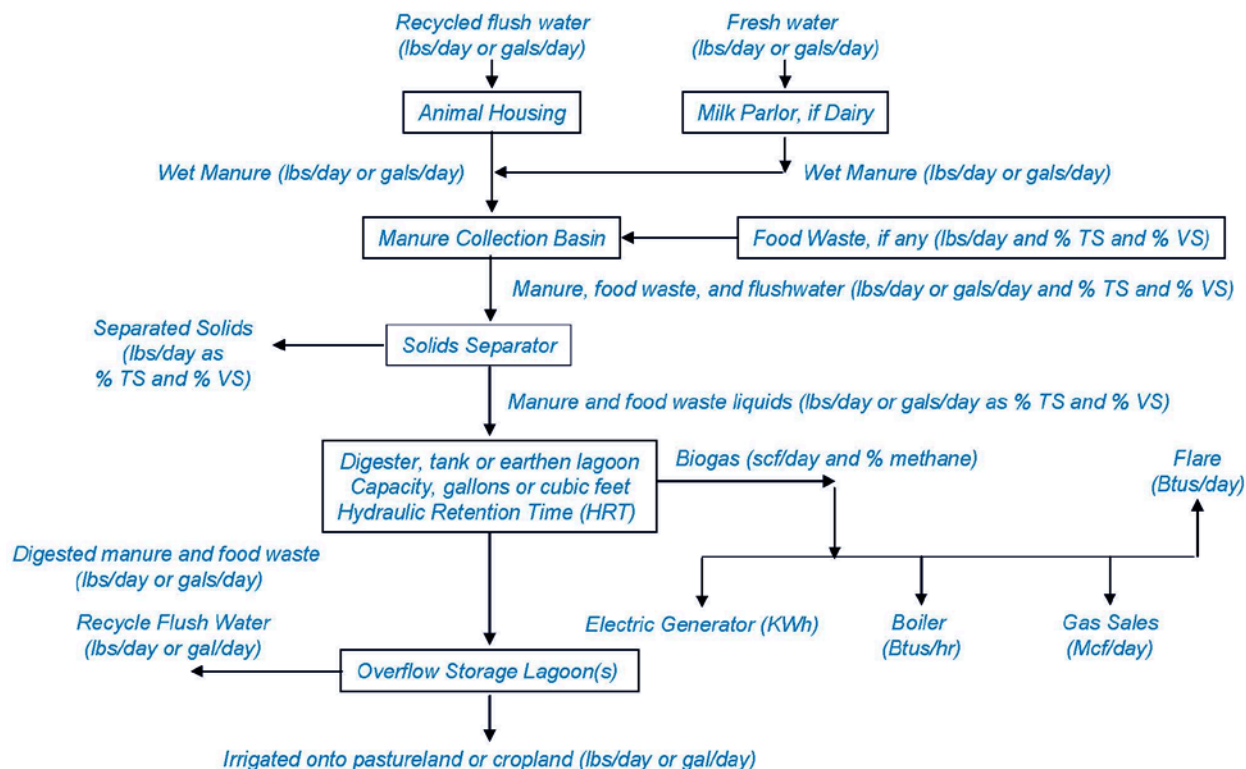 Recycled flush water
(lbs/day or gals/day)
Fresh water
(lbs/day or gals/day)
Animal Housing
Milk Parlor, if Dairy
Wet Manure (lbs/day or gals/day)
Wet Manure (lbs/day or gals/day)
Manure Collection Basin
Food Waste, if any (lbs/day and % TS and % VS)
Manure, food waste, and flushwater (lbs/day or gals/day and % TS and % VS)
Separated Solids
(lbs/day as
% TS and % VS)
Solids Separator
Manure and food waste liquids (lbs/day or gals/day as % TS and % VS)
Digester, tank or earthen lagoon
Capacity, gallons or cubic feet
Hydraulic Retention Time (HRT)
Biogas (scf/day and % methane)
Flare
(Btus/day)
Digested manure and food waste
(lbs/day or gals/day)
Electric Generator (KWh)
Boiler
(Btus/hr)
Gas Sales
(Mcf/day)
Recycle Flush Water
(lbs/day or gal/day)
Overflow Storage Lagoon(s)
Irrigated onto pastureland or cropland (lbs/day or gal/day)